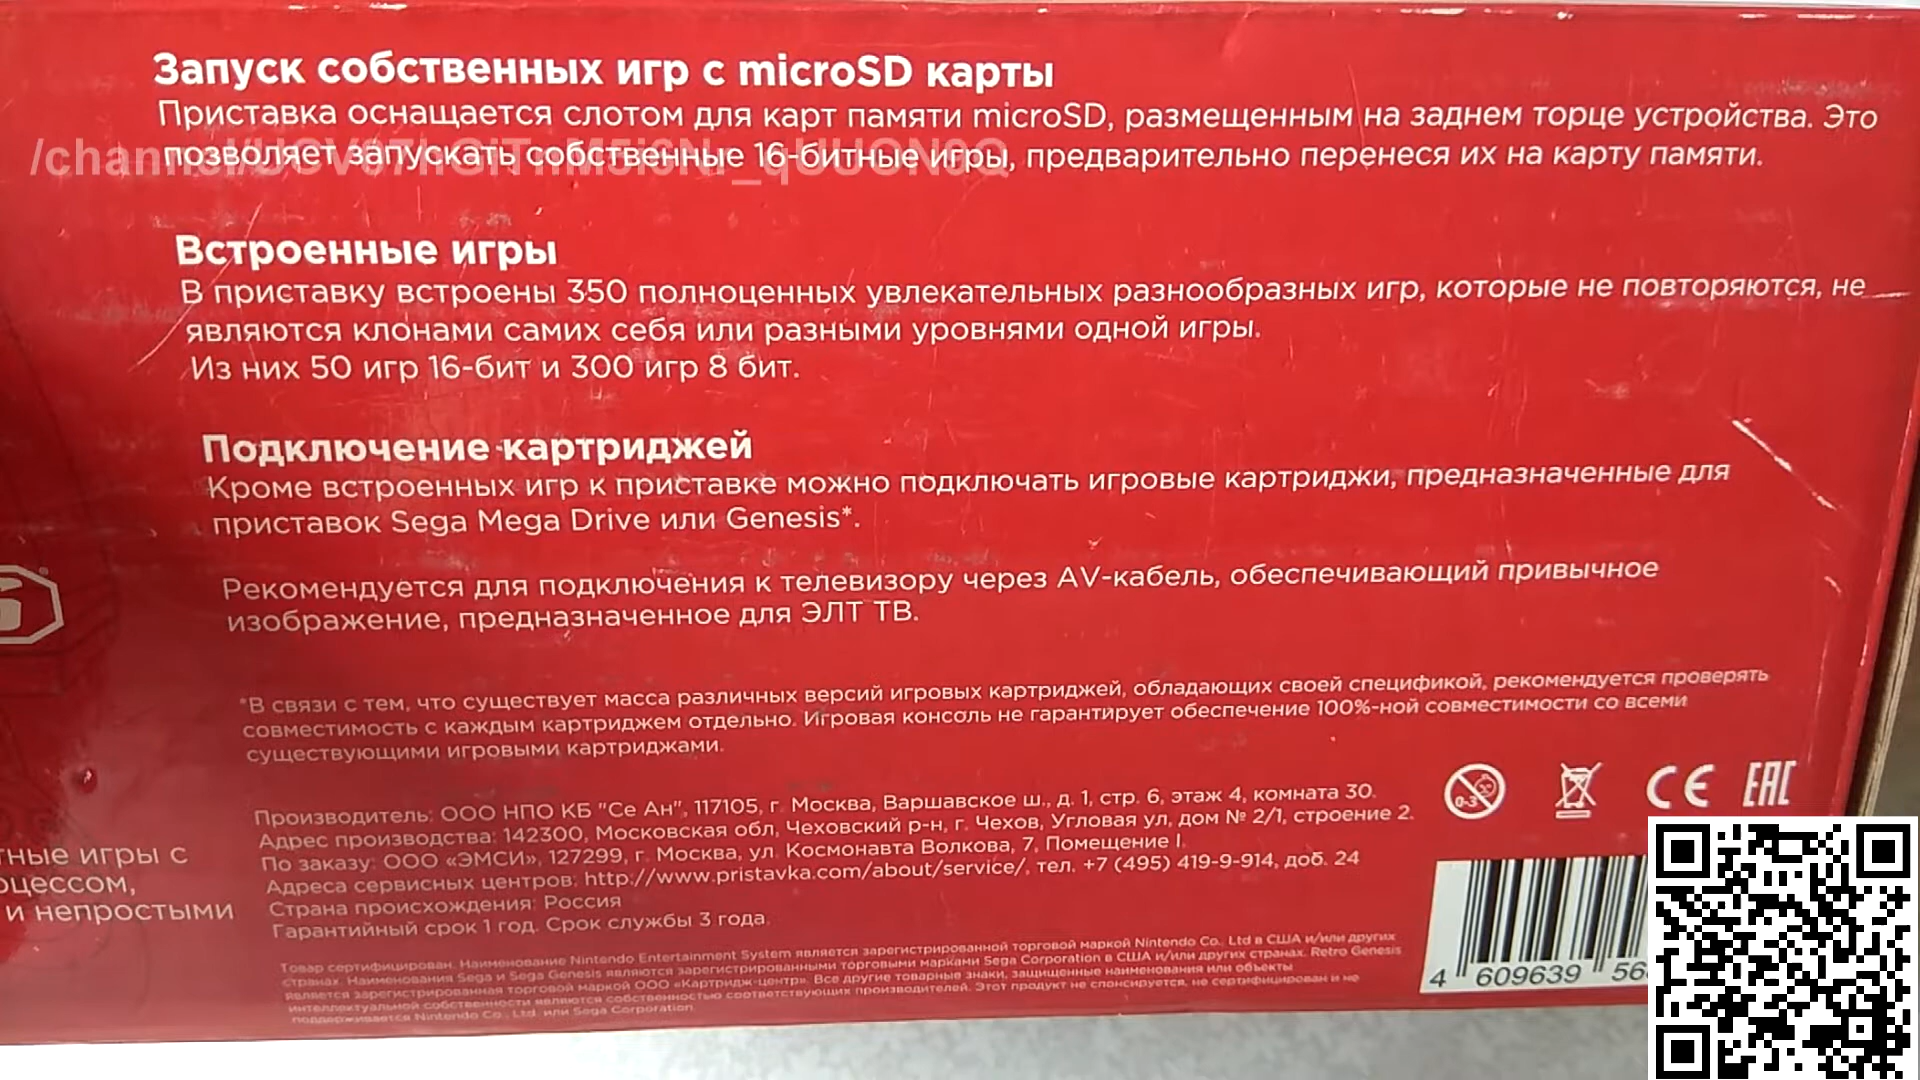 Запуск собственных игр с microSD карты
Приставка оснащается слотом для карт памяти microSD, размещенным на заднем торце устройства. Это
позволяет запускать собственные 16-битные игры, предварительно перенеся их на карту памяти.
Встроенные игры
В приставку встроены 350 полноценных увлекательных разнообразных игр, которые не повторяются, не
являются клонами самих себя или разными уровнями одной игры.
Из них 50 игр 16-бит и 300 игр 8 бит.
Подключение картриджей
Кроме встроенных игр к приставке можно подключать игровые картриджи, предназначенные для
приставок Sega Mega Drive или Genesis*.
Рекомендуется для подключения к телевизору через AV-кабель, обеспечивающий привычное
изображение, предназначенное для ЭЛТ ТВ.
*В связи с тем, что существует масса различных версий игровых картриджей, обладающих своей спецификой, рекомендуется проверять
совместимость с каждым картриджем отдельно. Игровая консоль не гарантирует обеспечение 100%-ной совместимости со всеми
существующими игровыми картриджами.
Производитель: ООО НПО КБ "Се Ан", 117105, г. Москва, Варшавское ш., д. 1, стр. 6, этаж 4, комната 30.
Адрес производства: 142300, Московская обл, Чеховский р-н, г. Чехов, Угловая ул, дом № 2/1, строение 2.
По заказу: ООО «ЭМСИ», 127299, г. Москва, ул. Космонавта Волкова, 7, Помещение I.
Адреса сервисных центров: http://www.pristavka.com/about/service/, тел. +7 (495) 419-9-914, доб. 24
Страна происхождения: Россия
Гарантийный срок 1 год. Срок службы 3 года.
Товар сертифицирован. Наименование Nintendo Entertainment System является зарегистрированной торговой маркой Nintendo Co., Ltd в США и/или других
странах. Наименования Sega и Sega Genesis являются зарегистрированными торговыми марками Sega Corporation в США и/или других странах. Retro Genesis
является зарегистрированной торговой маркой ООО «Картридж-центр». Все другие товарные знаки, защищенные наименования или объекты
интеллектуальной собственности являются собственностью соответствующих производителей. Этот продукт не спонсируется, не сертифицирован и не
поддерживается Nintendo Co., Ltd. или Sega Corporation.
тные игры с
оцессом,
и непростыми
0-3
CE
EAC
4 609639 56